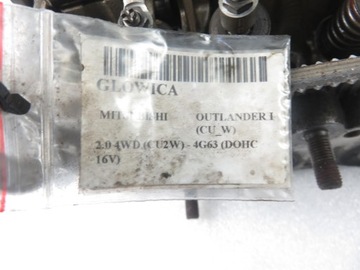 GLOWICA
OUTLANDER I
(CU_W)
2.0 4WD (CU2W) - 4G63 (DOHC
16V)